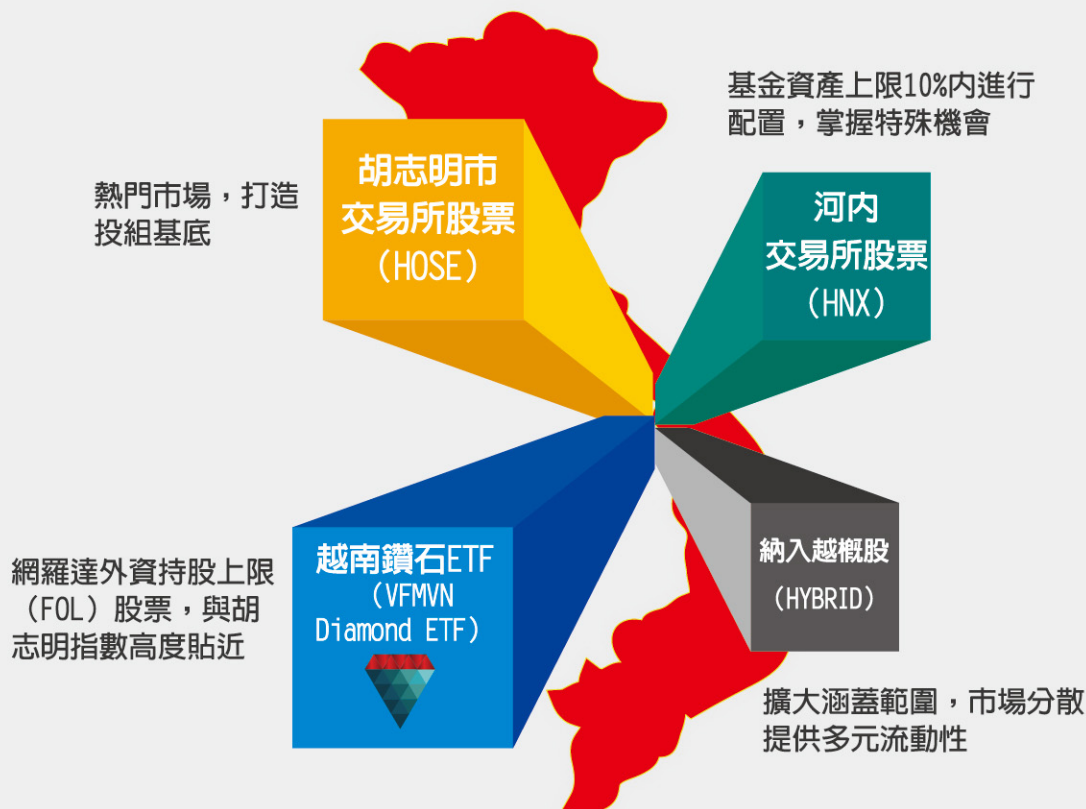 熱門市場，打造
投組基底
胡志明市
交易所股票
（HOSE）
基金資產上限10%内進行
配置，掌握特殊機會
河内
交易所股票
（HNX）
網羅達外資持股上限
（FOL）股票，與胡
志明指數高度貼近
越南鑽石ETF
（VFMVN
Diamond ETF）
納入越概股
（HYBRID）
擴大涵蓋範圍，市場分散
提供多元流動性